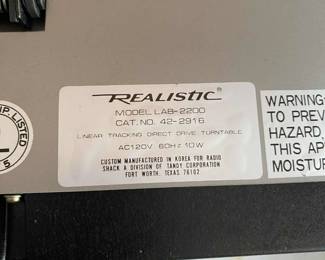 P. LISTED
REALISTIC
MODEL LAB-2200
CAT. NO. 42-2916
LINEAR TRACKING DIRECT DRIVE TURNTABLE
AC120V 60Hz 10W
CUSTOM MANUFACTURED IN KOREA FOR RADIO
SHACK A DIVISION OF TANDY CORPORATION
FORT WORTH, TEXAS 76102
WARNING:
TO PREV
HAZARD,
THIS AP
MOISTUR